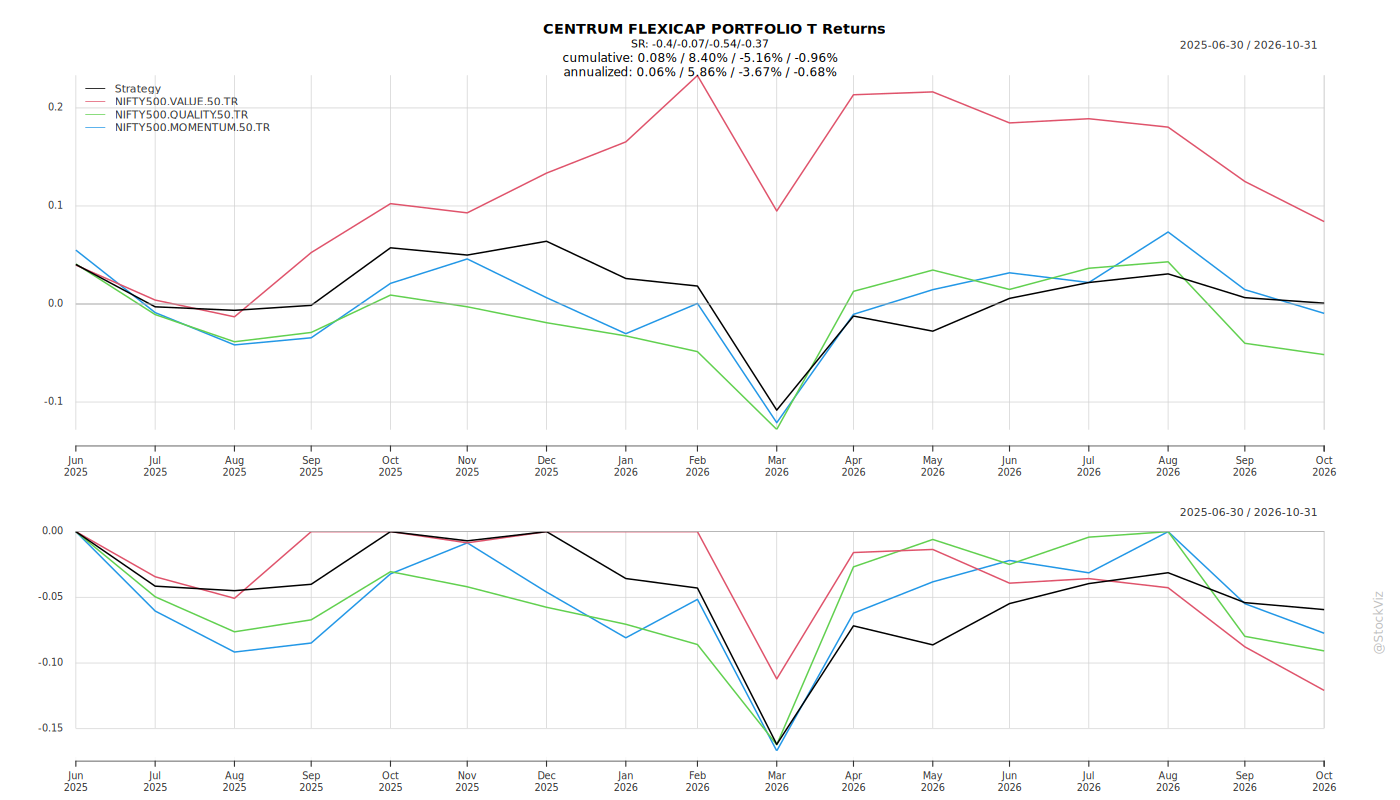 CENTRUM FLEXICAP PORTFOLIO T Returns
SR: -0.4/-0.07/-0.54/-0.37
cumulative: 0.08% / 8.40% / -5.16% / -0.96%
annualized: 0.06% / 5.86% / -3.67% / -0.68%
2025-06-30 / 2026-10-31
Strategy
NIFTY500.VALUE.50.TR
NIFTY500.QUALITY50.TR
NIFTY500.MOMENTUM.50.TR
0.2
0.1
0.0
-0.1
Jun Jul Aug Sep Oct Nov Dec Jan Feb Mar Apr May Jun Jul Aug Sep Oct
2025 2025 2025 2025 2025 2025 2025 2026 2026 2026 2026 2026 2026 2026 2026 2026 2026
2025-06-30 / 2026-10-31
0.00
-0.05
-0.10
-0.15
Jun Jul Aug Sep Oct Nov Dec Jan Feb Mar Apr May Jun Jul Aug Sep Oct
2025 2025 2025 2025 2025 2025 2025 2026 2026 2026 2026 2026 2026 2026 2026 2026 2026
@StockViz